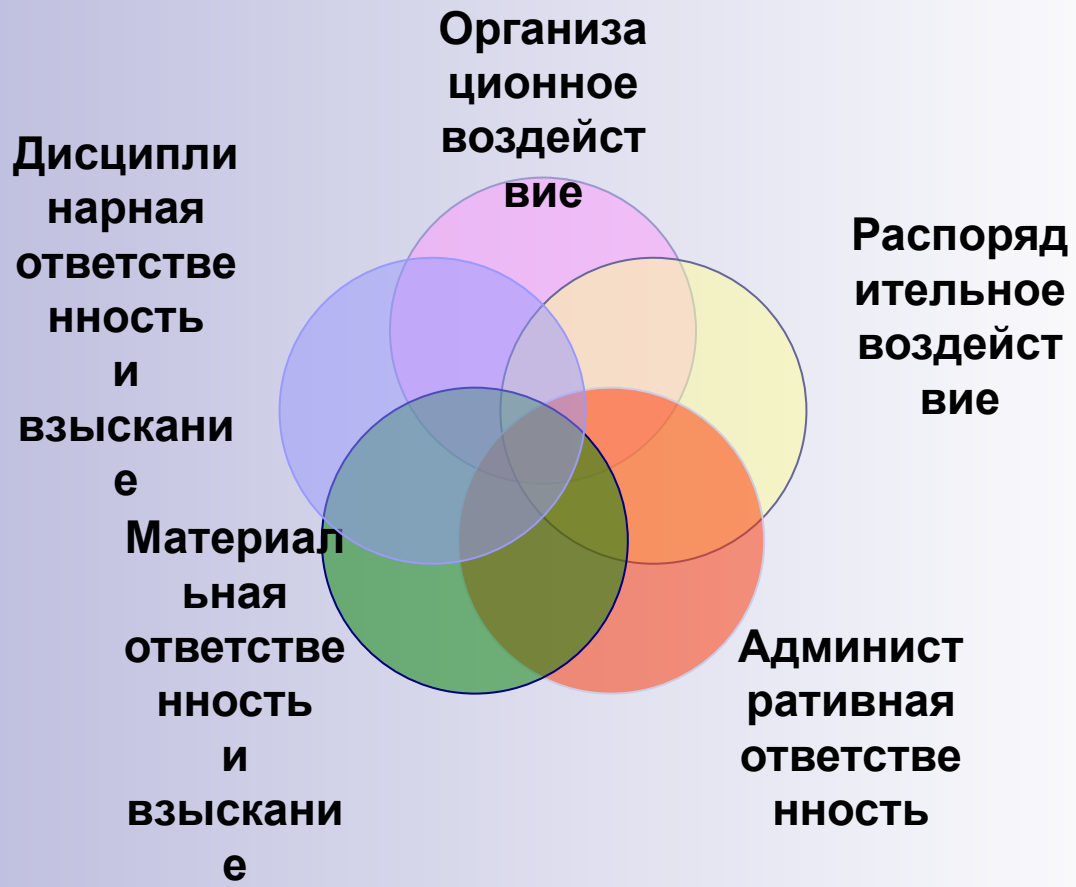 Организа
ционное
воздейст
вие
Распоряд
ительное
воздейст
вие
Админист
ративная
ответстве
нность
Материал
ьная
ответстве
нность
и
взыскани
е
Дисципли
нарная
ответстве
нность
и
взыскани
е